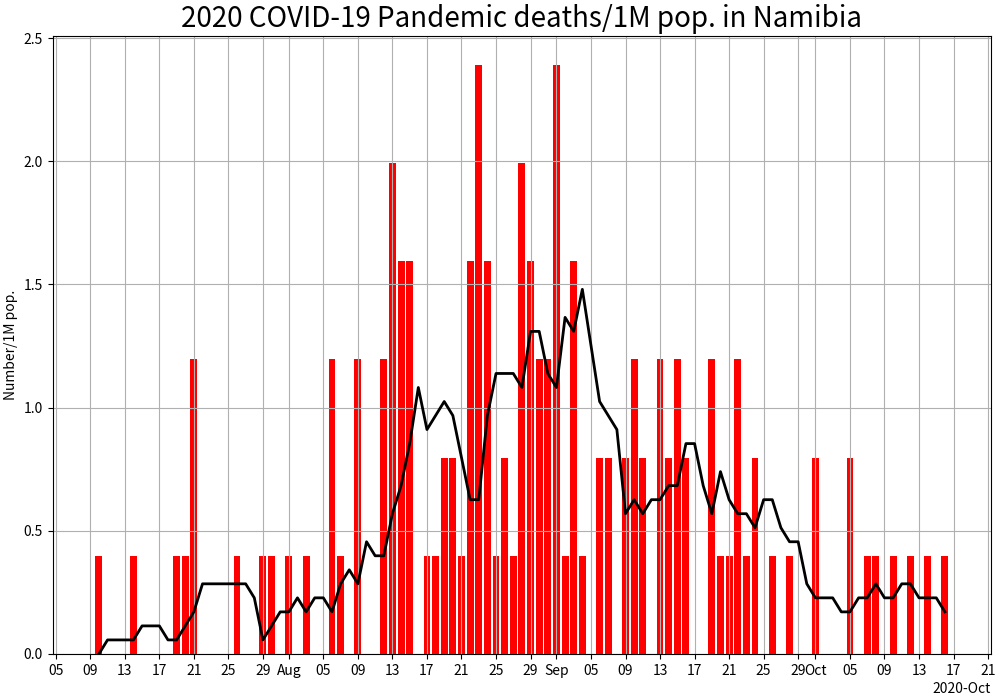 2020 COVID-19 Pandemic deaths/1M pop. in Namibia
Number/1M pop.
2.5
2.0
1.5
1.0
0.5
0.0
05 09 13 17 21 25 29 Aug 05 09 13 17 21 25 29 Sep 05 09 13 17 21 25 29 Oct 05 09 13 17 21
2020-Oct